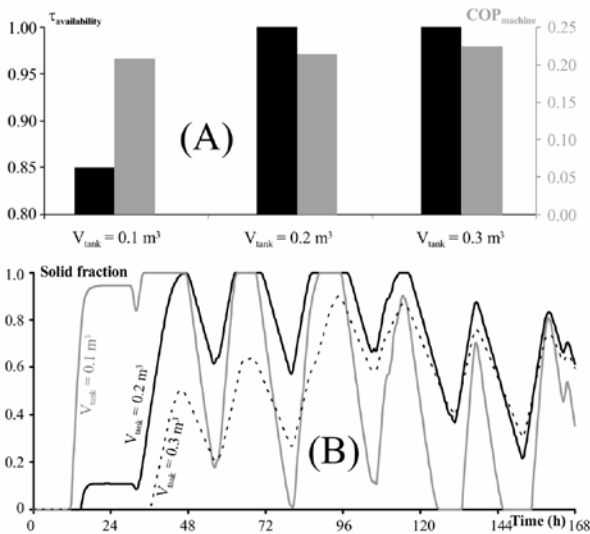 τavailability COPmachine
1.00 0.25
0.20
0.95
0.15
0.90
0.10
0.85
0.05
0.80 0.00
(A)
Vtank = 0.1 m³ Vtank = 0.2 m³ Vtank = 0.3 m³
1.0 Solid fraction
0.8
0.6
0.4
0.2
0
Vtank = 0.1 m³
Vtank = 0.2 m³
Vtank = 0.3 m³
(B)
0 24 48 72 96 120 144 168
Time (h)